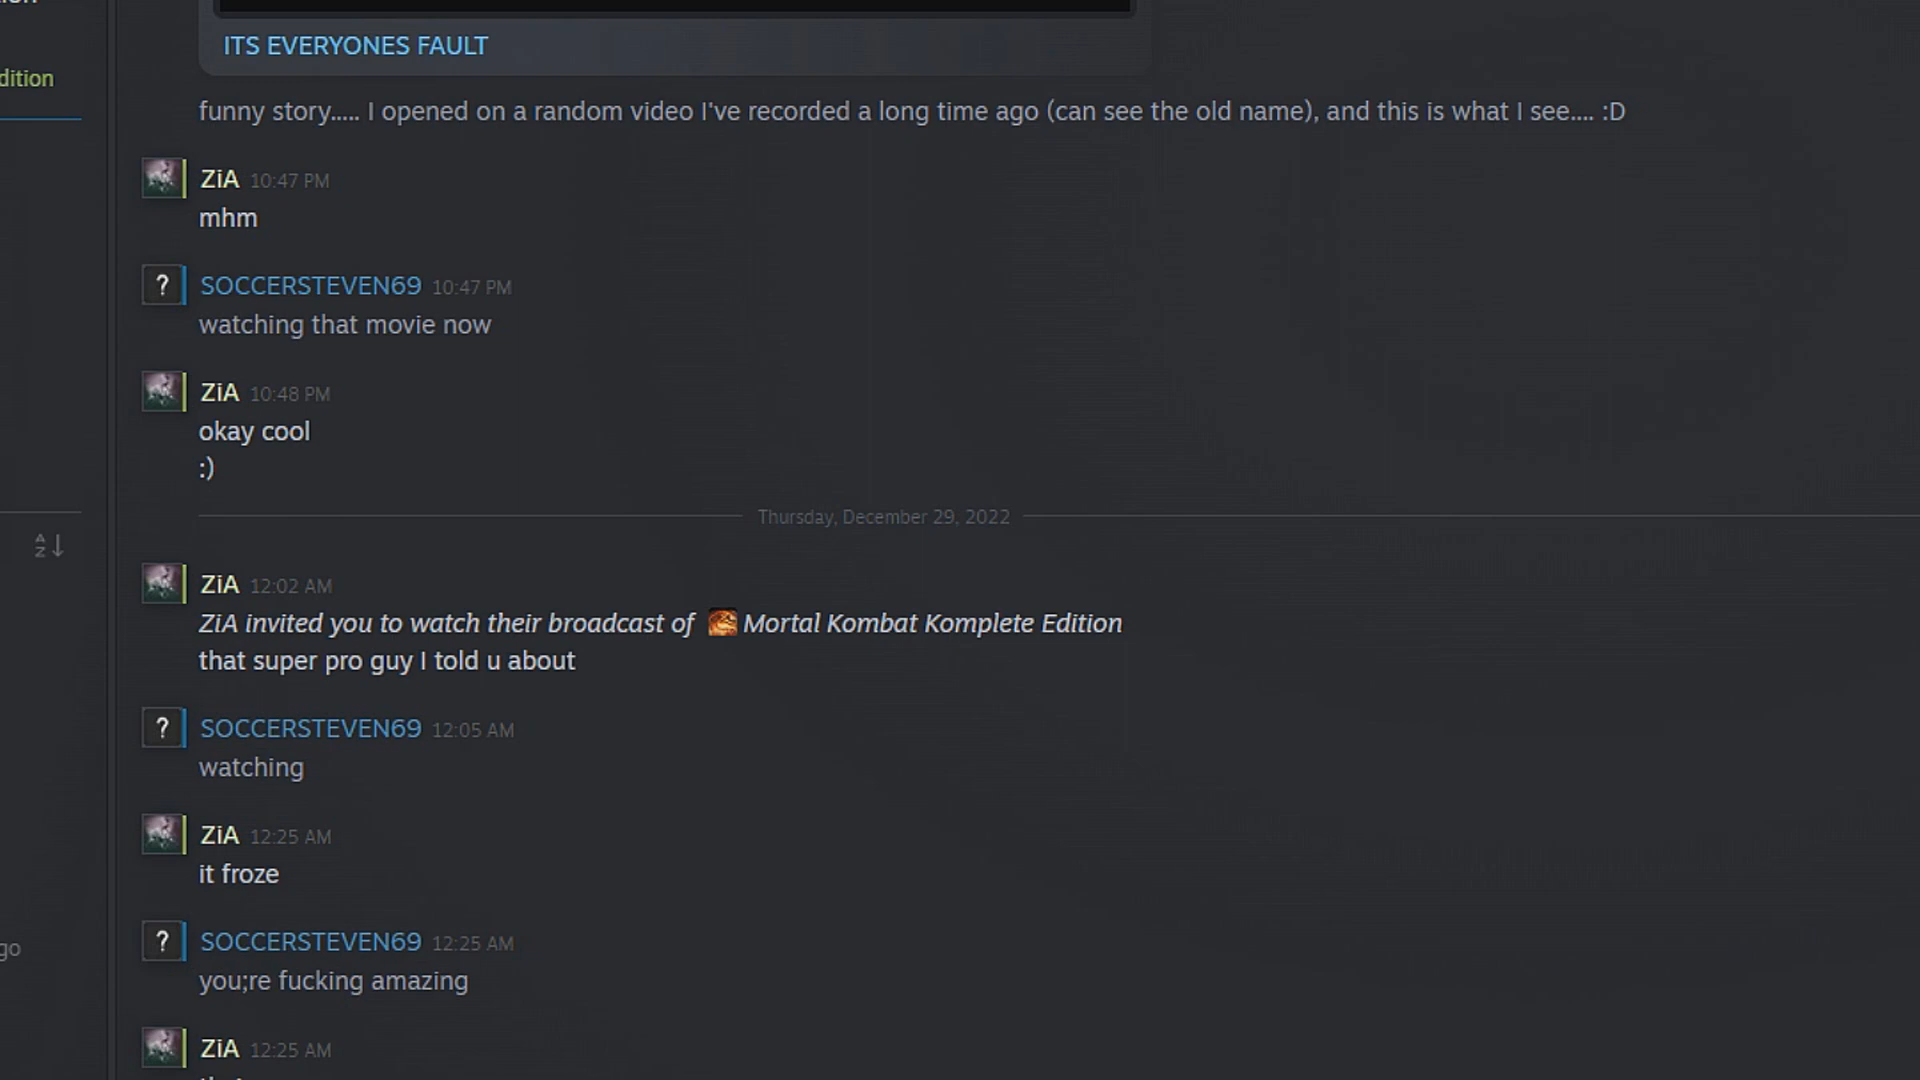 ITS EVERYONES FAULT
dition
funny story..... I opened on a random video I've recorded a long time ago (can see the old name), and this is what I see.... :D
ZiA 10:47 PM
mhm
? SOCCERSTEVEN69 10:47 PM
watching that movie now
ZiA 10:48 PM
okay cool
:)
Thursday, December 29, 2022
A
Z
ZiA 12:02 AM
ZiA invited you to watch their broadcast of Mortal Kombat Komplete Edition
that super pro guy I told u about
? SOCCERSTEVEN69 12:05 AM
watching
ZiA 12:25 AM
it froze
? SOCCERSTEVEN69 12:25 AM
go
you;re fucking amazing
ZiA 12:25 AM